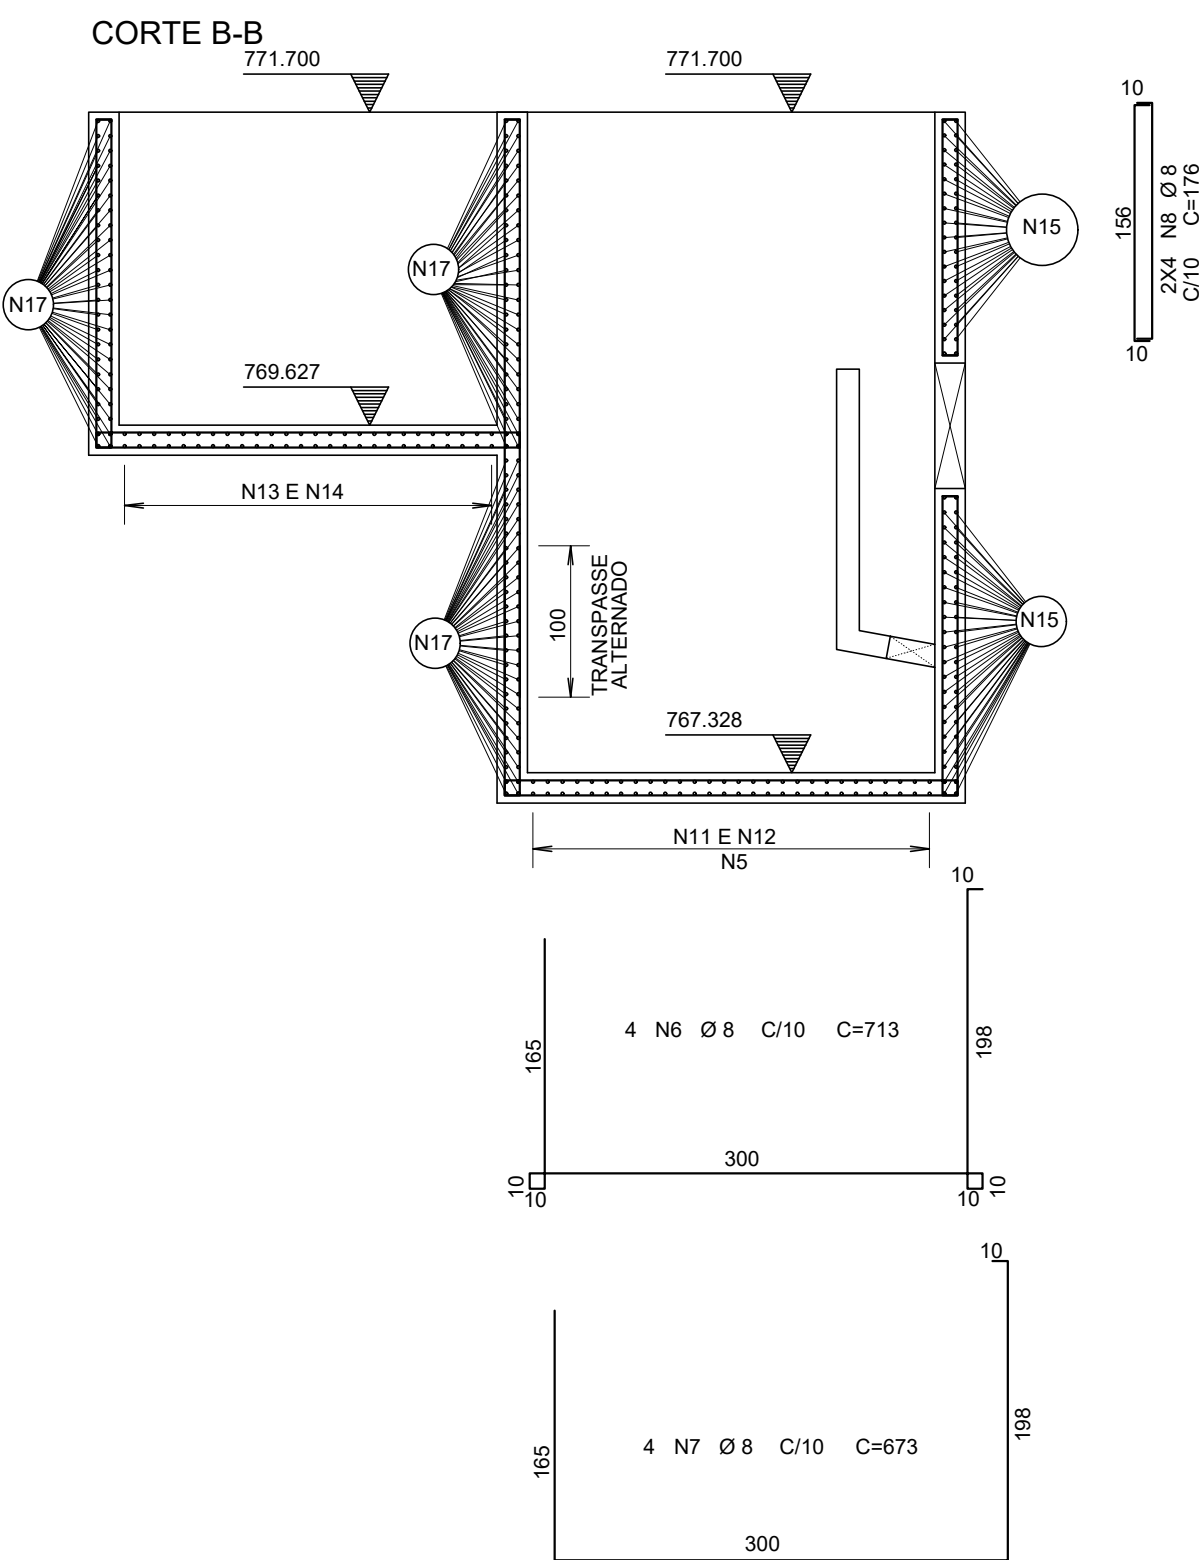 CORTE B-B
771.700
771.700
10
156
2X4 N8 Ø 8
C/10 C=176
10
N15
N17
N17
769.627
N13 E N14
100
TRANSPASSE
ALTERNADO
N17
N15
767.328
N11 E N12
N5
10
4 N6 Ø 8 C/10 C=713
165
198
300
10
10
10
10
10
4 N7 Ø 8 C/10 C=673
165
198
300